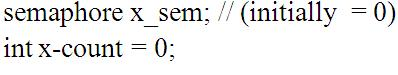 semaphore x_sem; // (initially  = 0)
int x-count = 0;